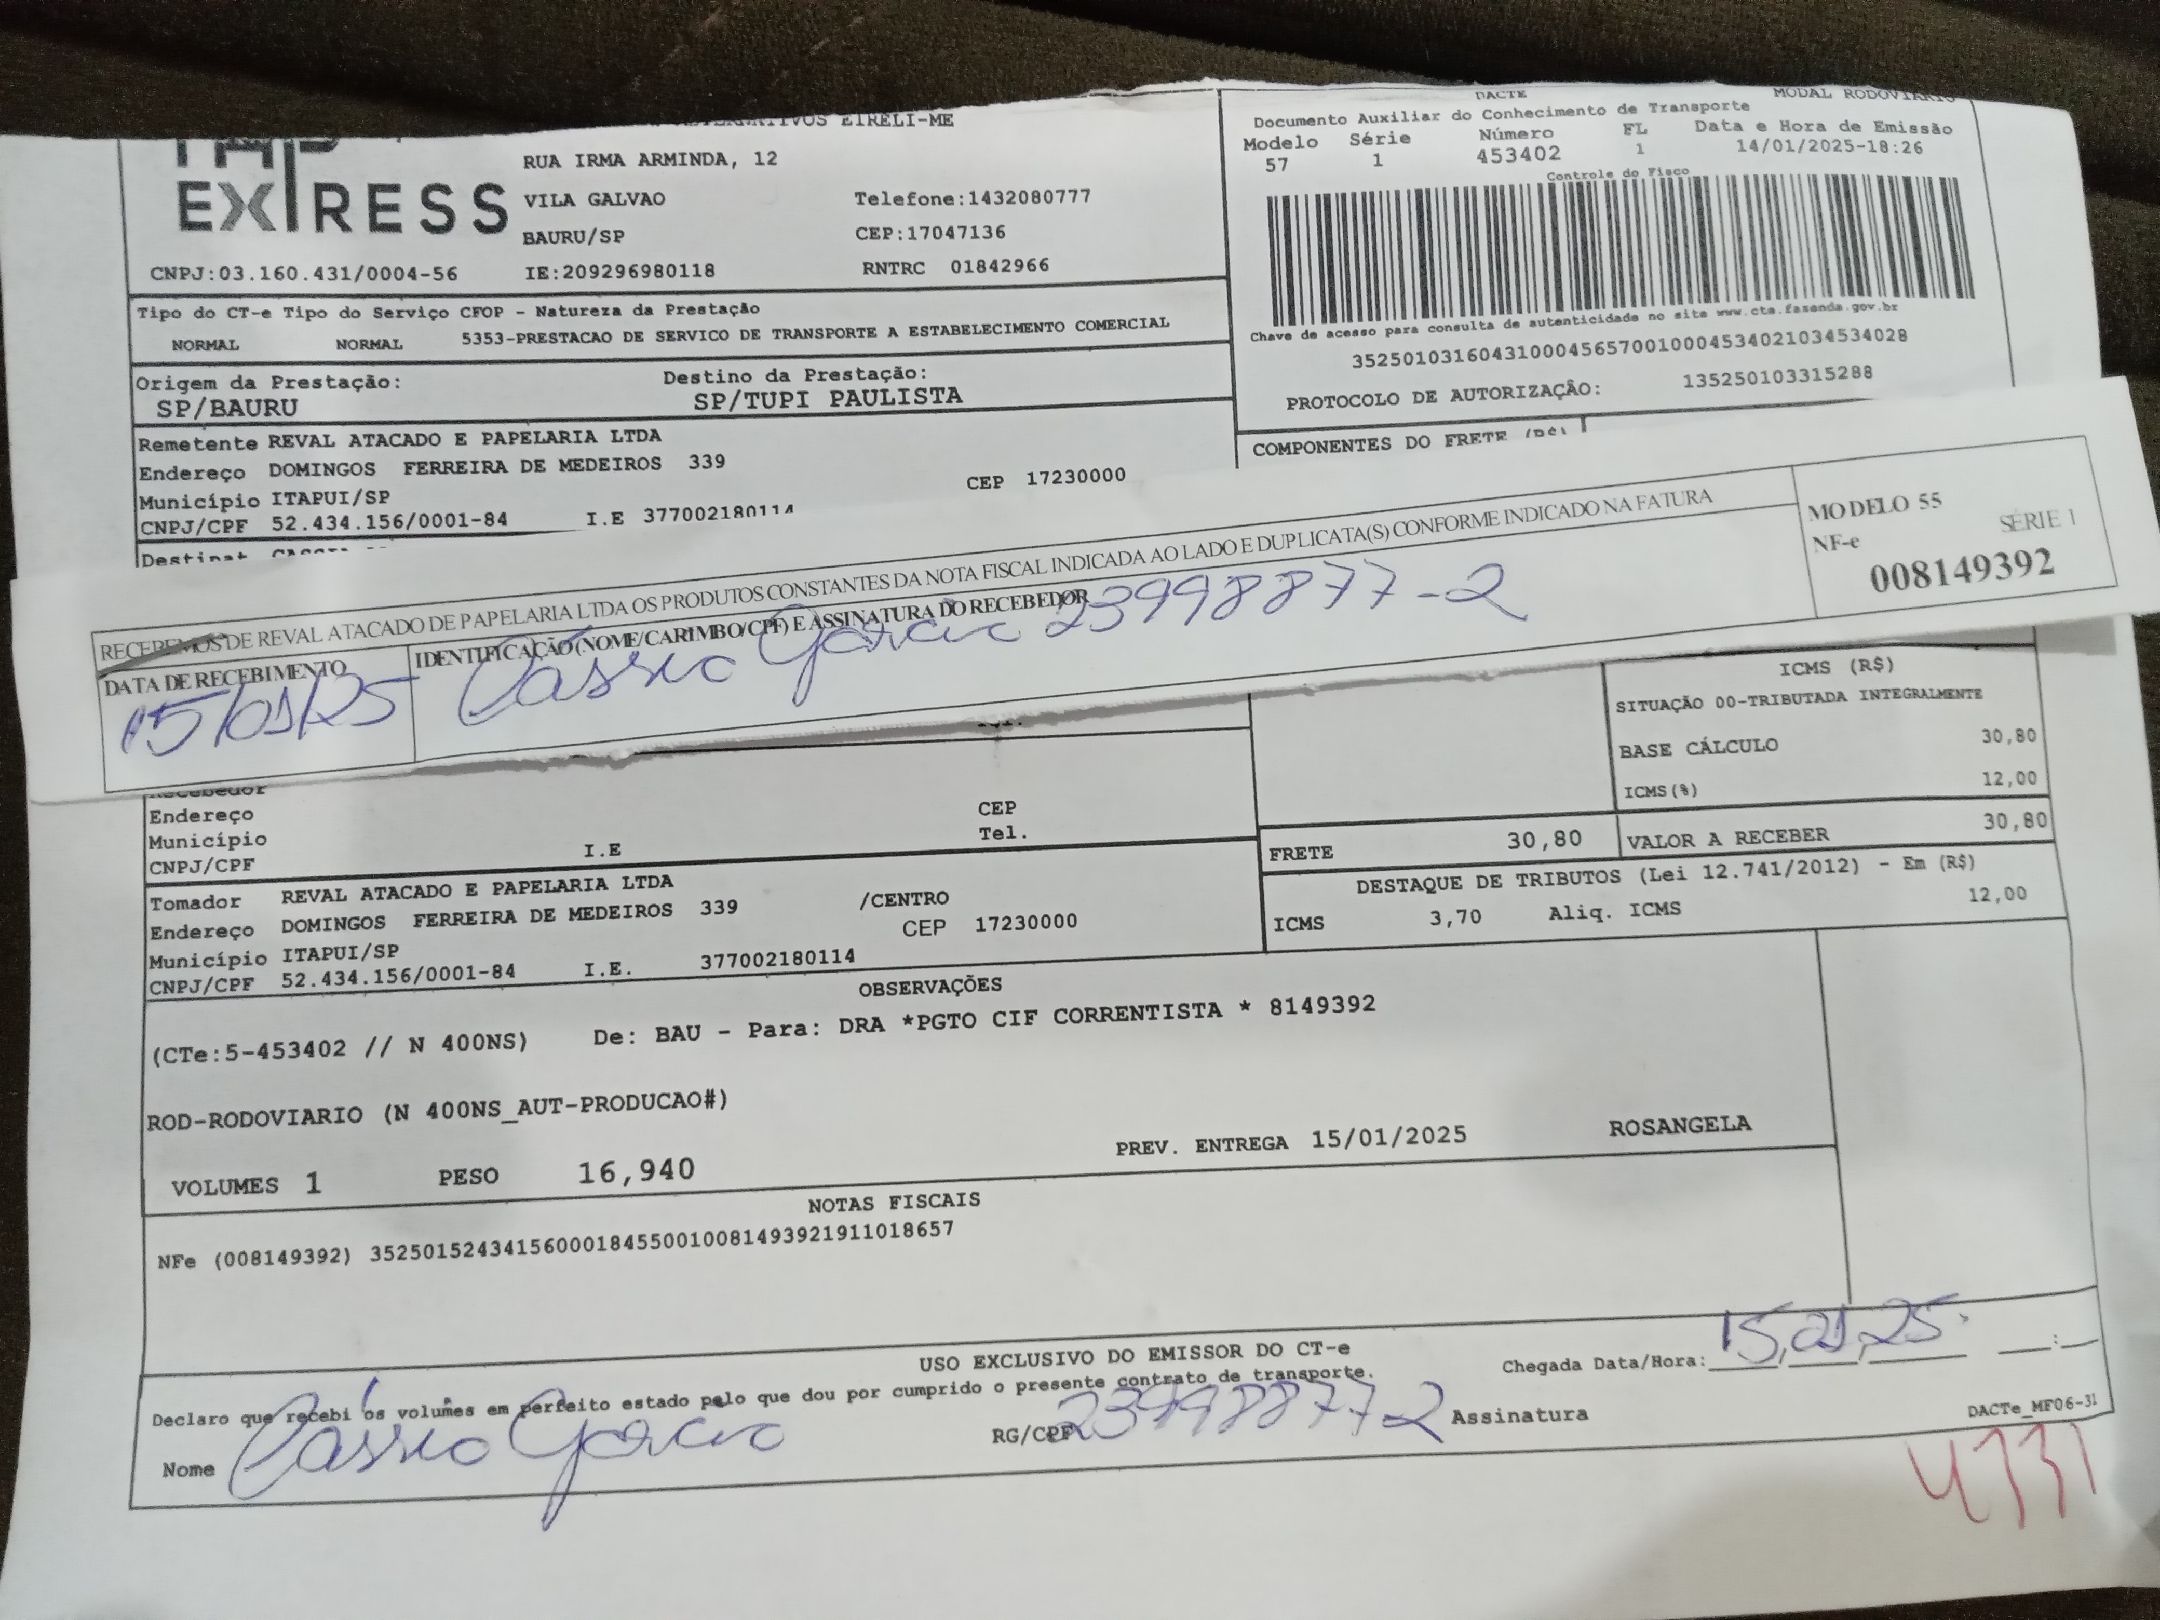 EIRELI-ME
EXPRESS
RUA IRMA ARMINDA, 12
VILA GALVAO Telefone:1432080777
BAURU/SP CEP:17047136
CNPJ:03.160.431/0004-56 IE:209296980118 RNTRC 01842966
DACTE MODAL RODOVIARIO
Documento Auxiliar do Conhecimento de Transporte
Modelo Série Número FL Data e Hora de Emissão
57 1 453402 1 14/01/2025-18:26
Controle do Fisco
Chave de acesso para consulta de autenticidade no site www.cte.fazenda.gov.br
35250103160431000456570010004534021034534028
PROTOCOLO DE AUTORIZAÇÂO: 135250103315288
Tipo do CT-e Tipo do Serviço CFOP - Natureza da Prestação
NORMAL NORMAL 5353-PRESTACAO DE SERVICO DE TRANSPORTE A ESTABELECIMENTO COMERCIAL
Origem da Prestação: Destino da Prestação:
SP/BAURU SP/TUPI PAULISTA
Remetente REVAL ATACADO E PAPELARIA LTDA
Endereço DOMINGOS FERREIRA DE MEDEIROS 339
Município ITAPUI/SP CEP 17230000
CNPJ/CPF 52.434.156/0001-84 I.E 377002180114
COMPONENTES DO FRETE
RECEBEMOS DE REVAL ATACADO DE PAPELARIA LTDA OS PRODUTOS CONSTANTES DA NOTA FISCAL INDICADA AO LADO E DUPLICATA(S) CONFORME INDICADO NA FATURA
DATA DE RECEBIMENTO IDENTIFICAÇÃO (NOME/CARIMBO/CPF) E ASSINATURA DO RECEBEDOR
15/01/25 Cássio Garcia 23998877-2
MODELO 55
NF-e SÉRIE 1
008149392
ICMS (R$)
SITUAÇÃO 00-TRIBUTADA INTEGRALMENTE
BASE CÁLCULO 30,80
ICMS(%) 12,00
FRETE 30,80 VALOR A RECEBER 30,80
DESTAQUE DE TRIBUTOS (Lei 12.741/2012) - Em (R$)
ICMS 3,70 Aliq. ICMS 12,00
Recebedor
Endereço CEP
Município Tel.
CNPJ/CPF I.E
Tomador REVAL ATACADO E PAPELARIA LTDA
Endereço DOMINGOS FERREIRA DE MEDEIROS 339 /CENTRO
Município ITAPUI/SP CEP 17230000
CNPJ/CPF 52.434.156/0001-84 I.E. 377002180114
OBSERVAÇÕES
(CTe:5-453402 // N 400NS) De: BAU - Para: DRA *PGTO CIF CORRENTISTA * 8149392
ROD-RODOVIARIO (N 400NS_AUT-PRODUCAO#)
VOLUMES 1 PESO 16,940 PREV. ENTREGA 15/01/2025 ROSANGELA
NOTAS FISCAIS
NFe (008149392) 35250152434156000184550010081493921911018657
USO EXCLUSIVO DO EMISSOR DO CT-e
Declaro que recebi os volumes em perfeito estado pelo que dou por cumprido o presente contrato de transporte.
Chegada Data/Hora: 15,01,25
Nome Cássio Garcia RG/CPF 23998877-2 Assinatura
DACTe_MF06-31